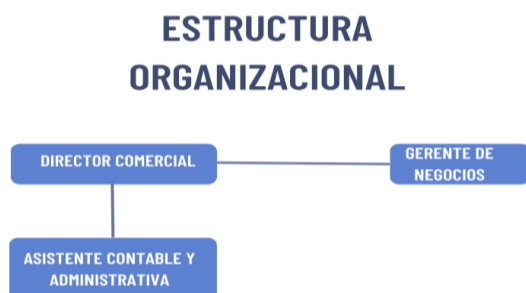 ESTRUCTURA
ORGANIZACIONAL
DIRECTOR COMERCIAL
GERENTE DE
NEGOCIOS
ASISTENTE CONTABLE Y
ADMINISTRATIVA